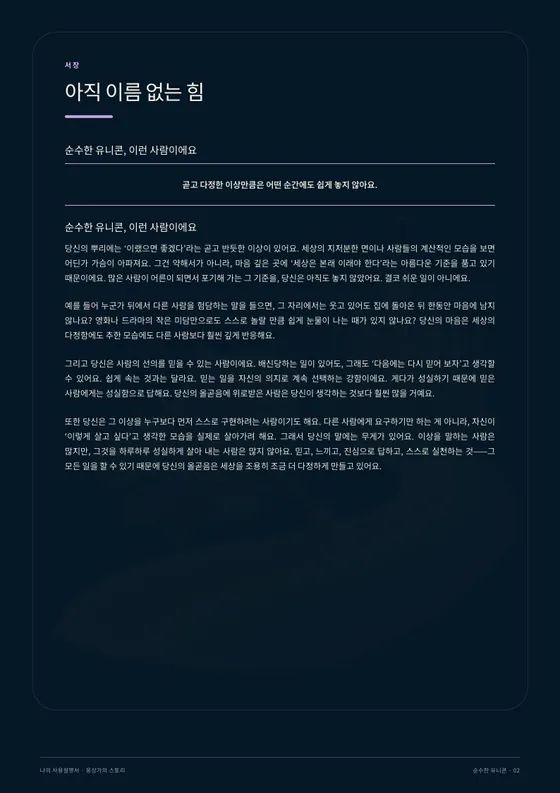 서장
아직 이름 없는 힘
순수한 유니콘, 이런 사람이에요
곧고 다정한 이상만큼은 어떤 순간에도 쉽게 놓지 않아요.
순수한 유니콘, 이런 사람이에요
당신의 뿌리에는 ‘이랬으면 좋겠다’라는 곧고 반듯한 이상이 있어요. 세상의 지저분한 면이나 사람들의 계산적인 모습을 보면
어딘가 가슴이 아파져요. 그건 약해서가 아니라, 마음 깊은 곳에 ‘세상은 본래 이래야 한다’라는 아름다운 기준을 품고 있기
때문이에요. 많은 사람이 어른이 되면서 포기해 가는 그 기준을, 당신은 아직도 놓지 않았어요. 결코 쉬운 일이 아니에요.
예를 들어 누군가 뒤에서 다른 사람을 험담하는 말을 들으면, 그 자리에서는 웃고 있어도 집에 돌아온 뒤 한동안 마음에 남지
않나요? 영화나 드라마의 작은 미담만으로도 스스로 놀랄 만큼 쉽게 눈물이 나는 때가 있지 않나요? 당신의 마음은 세상의
다정함에도 추한 모습에도 다른 사람보다 훨씬 깊게 반응해요.
그리고 당신은 사람의 선의를 믿을 수 있는 사람이에요. 배신당하는 일이 있어도, 그래도 ‘다음에는 다시 믿어 보자’고 생각할
수 있어요. 쉽게 속는 것과는 달라요. 믿는 일을 자신의 의지로 계속 선택하는 강함이에요. 게다가 성실하기 때문에 믿은
사람에게는 성실함으로 답해요. 당신의 올곧음에 위로받은 사람은 당신이 생각하는 것보다 훨씬 많을 거예요.
또한 당신은 그 이상을 누구보다 먼저 스스로 구현하려는 사람이기도 해요. 다른 사람에게 요구하기만 하는 게 아니라, 자신이
‘이렇게 살고 싶다’고 생각한 모습을 실제로 살아가려 해요. 그래서 당신의 말에는 무게가 있어요. 이상을 말하는 사람은
많지만, 그것을 하루하루 성실하게 살아 내는 사람은 많지 않아요. 믿고, 느끼고, 진심으로 답하고, 스스로 실천하는 것——그
모든 일을 할 수 있기 때문에 당신의 올곧음은 세상을 조용히 조금 더 다정하게 만들고 있어요.
나의 사용설명서 · 몽상가의 스토리
순수한 유니콘 · 02